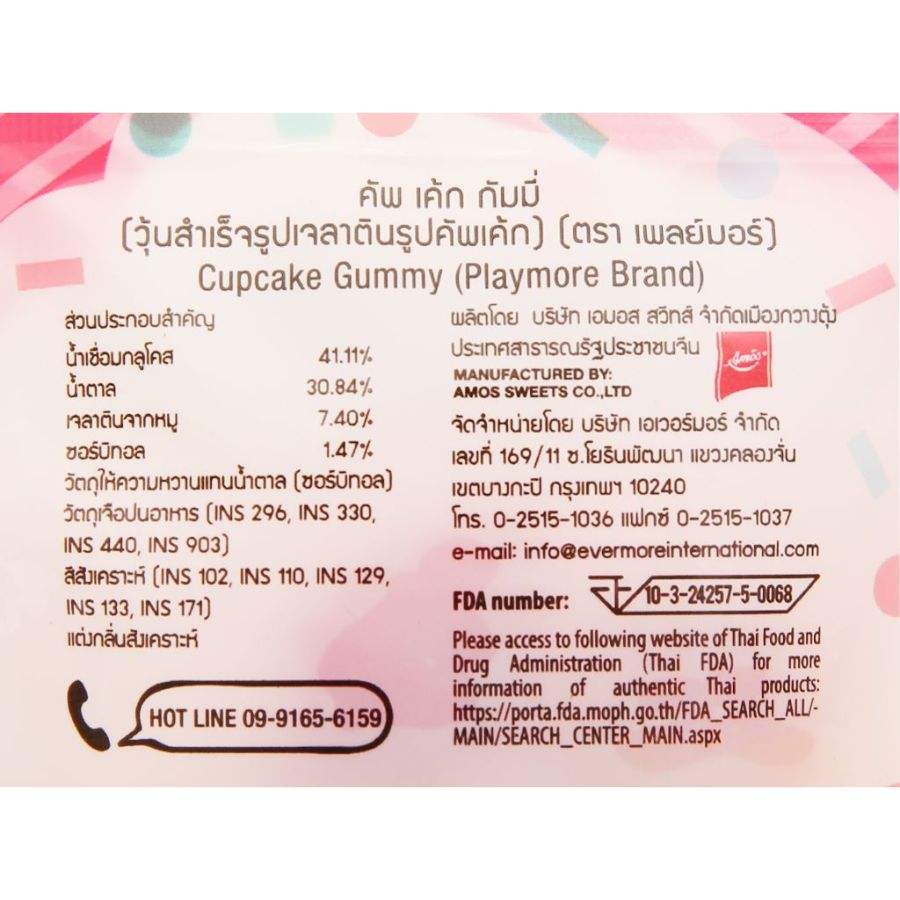 คัพ เค้ก กัมมี่
(วุ้นสำเร็จรูปเจลาตินรูปคัพเค้ก) (ตรา เพลย์มอร์)
Cupcake Gummy (Playmore Brand)
ส่วนประกอบสำคัญ
น้ำเชื่อมกลูโคส 41.11%
น้ำตาล 30.84%
เจลาตินจากหมู 7.40%
ซอร์บิทอล 1.47%
วัตถุให้ความหวานแทนน้ำตาล (ซอร์บิทอล)
วัตถุเจือปนอาหาร (INS 296, INS 330,
INS 440, INS 903)
สีสังเคราะห์ (INS 102, INS 110, INS 129,
INS 133, INS 171)
แต่งกลิ่นสังเคราะห์
HOT LINE 09-9165-6159
ผลิตโดย บริษัท เอมอส สวีทส์ จำกัดเมืองกวางตุ้ง
ประเทศสาธารณรัฐประชาชนจีน
Amos
MANUFACTURED BY:
AMOS SWEETS CO.,LTD
จัดจำหน่ายโดย บริษัท เอเวอร์มอร์ จำกัด
เลขที่ 169/11 ซ.โยธินพัฒนา แขวงคลองจั่น
เขตบางกะปิ กรุงเทพฯ 10240
โทร. 0-2515-1036 แฟกซ์ 0-2515-1037
e-mail: info@evermoreinternational.com
FDA number: 10-3-24257-5-0068
Please access to following website of Thai Food and
Drug Administration (Thai FDA) for more
information of authentic Thai products:
https://porta.fda.moph.go.th/FDA_SEARCH_ALL/-
MAIN/SEARCH_CENTER_MAIN.aspx